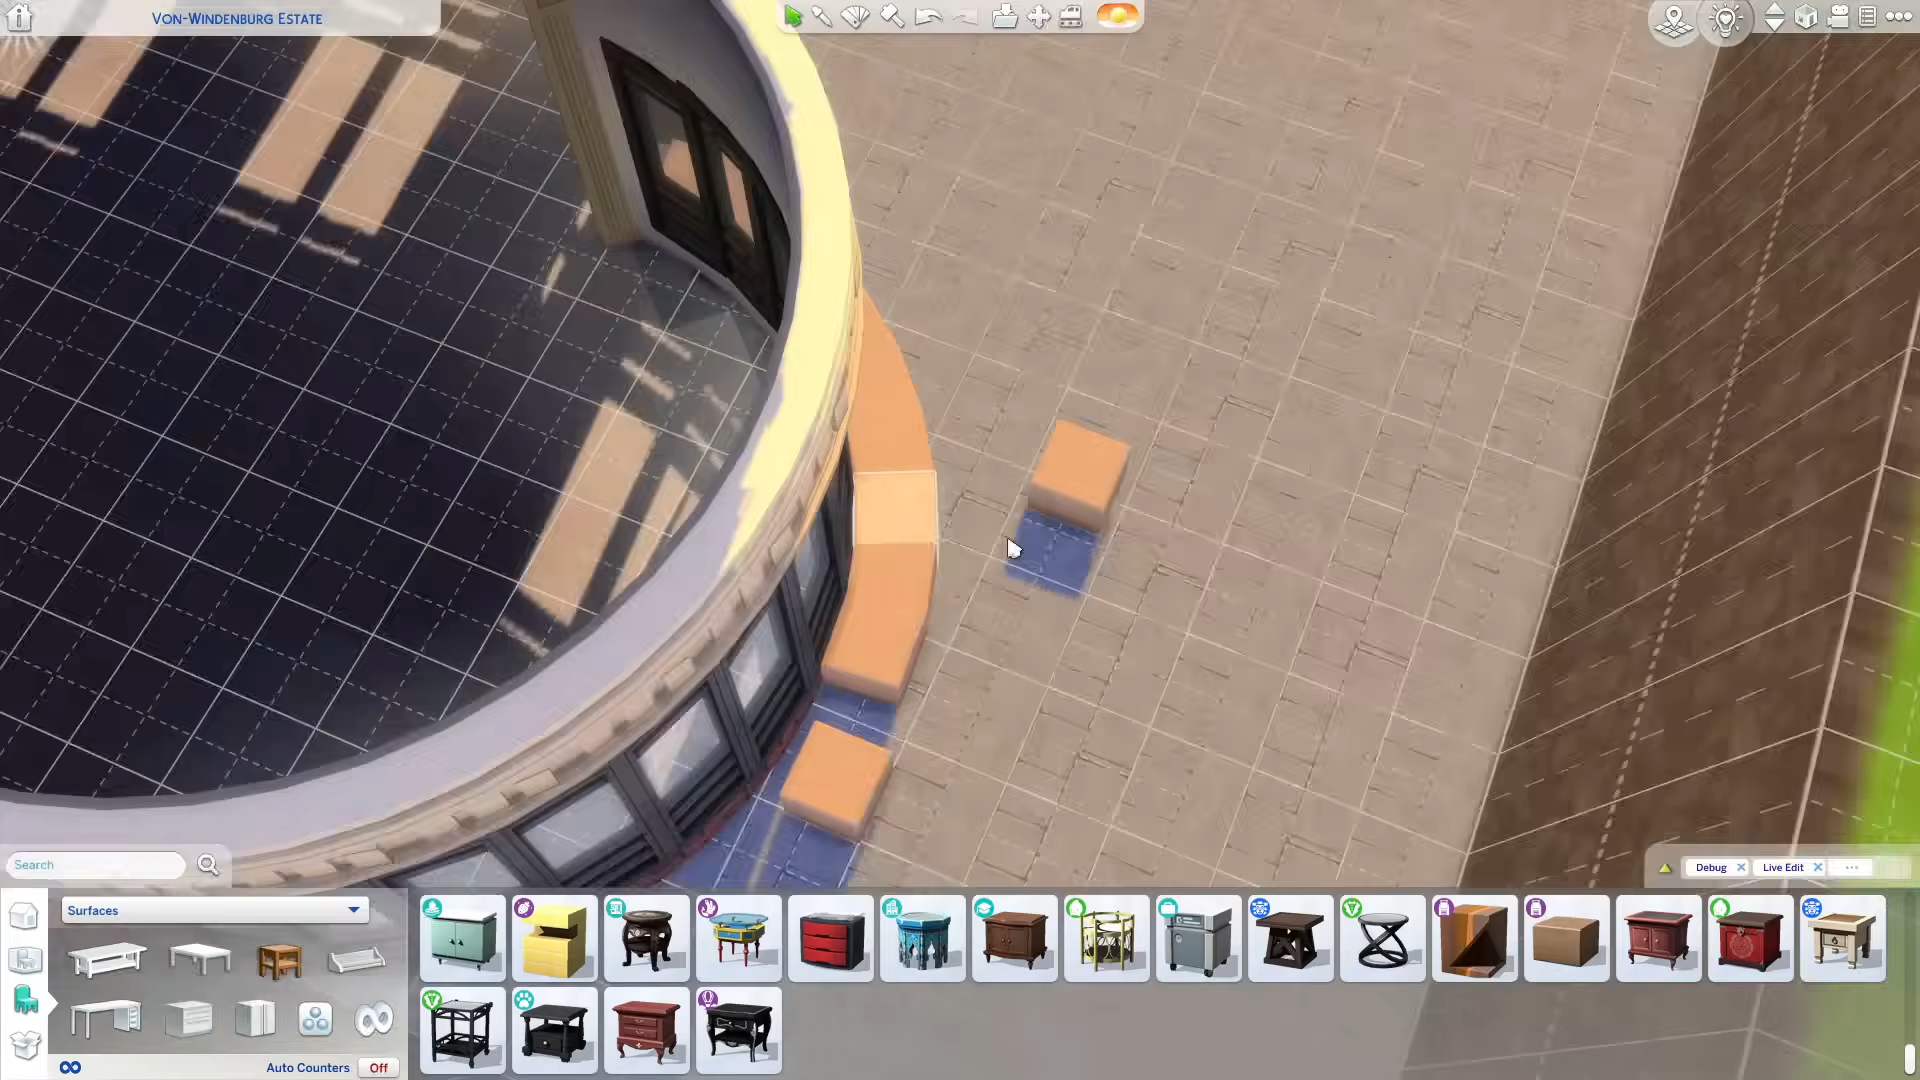 Von-Windenburg Estate
Search
Debug
Live Edit
Surfaces
Auto Counters
Off